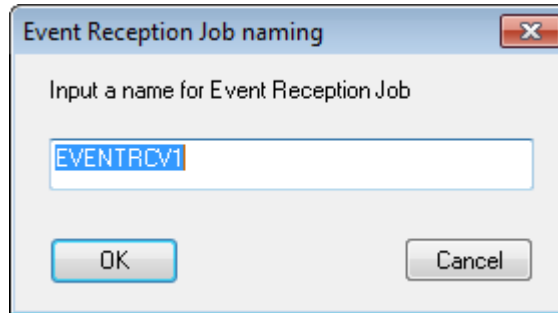 Event Reception Job naming
Input a name for Event Reception Job
EVENTRCV1
OK
Cancel